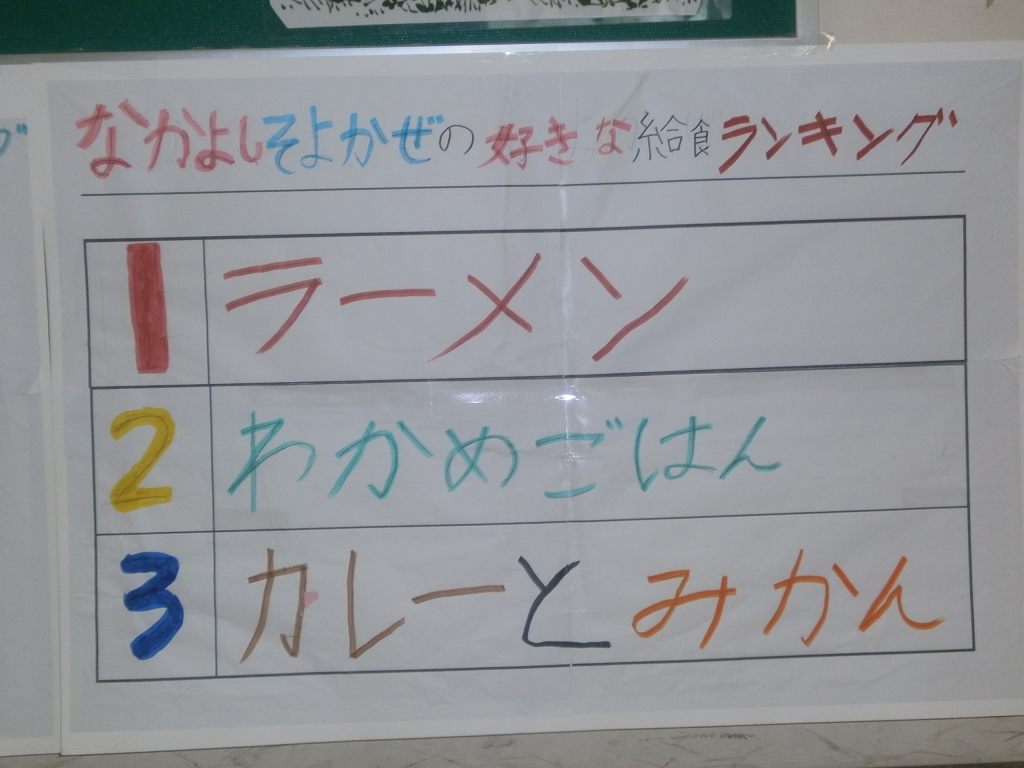 なかよしそよかぜの好きな給食ランキング
1 ラーメン
2 わかめごはん
3 カレーとみかん